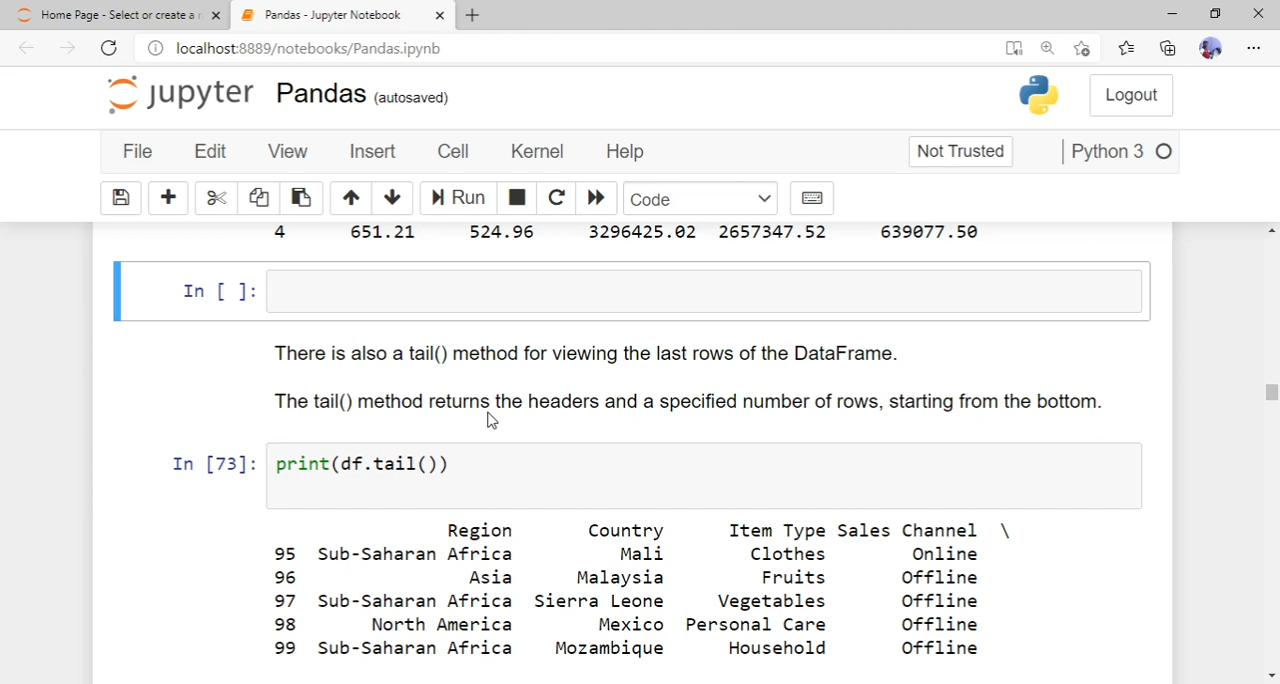 Home Page - Select or create a n
Pandas - Jupyter Notebook
localhost:8889/notebooks/Pandas.ipynb
jupyter Pandas (autosaved)
Logout
File Edit View Insert Cell Kernel Help Not Trusted Python 3
Run Code
4 651.21 524.96 3296425.02 2657347.52 639077.50
In [ ]:
There is also a tail() method for viewing the last rows of the DataFrame.
The tail() method returns the headers and a specified number of rows, starting from the bottom.
In [73]: print(df.tail())
Region Country Item Type Sales Channel \
95 Sub-Saharan Africa Mali Clothes Online
96 Asia Malaysia Fruits Offline
97 Sub-Saharan Africa Sierra Leone Vegetables Offline
98 North America Mexico Personal Care Offline
99 Sub-Saharan Africa Mozambique Household Offline